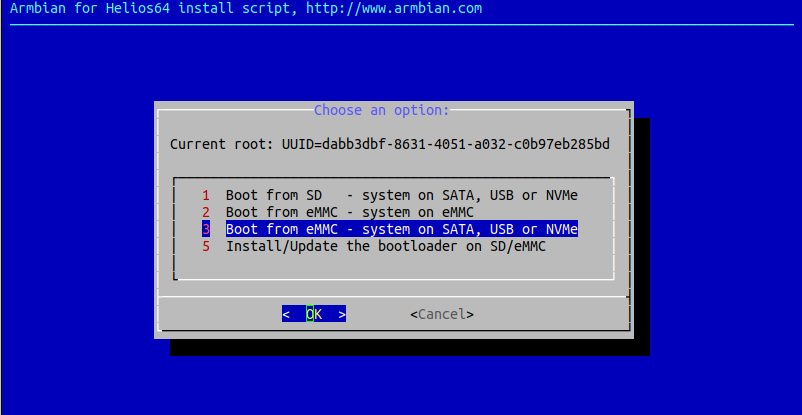 Armbian for Helios64 install script, http://www.armbian.com
Choose an option:
Current root: UUID=dabb3dbf-8631-4051-a032-c0b97eb285bd
1 Boot from SD   - system on SATA, USB or NVMe
2 Boot from eMMC - system on eMMC
3 Boot from eMMC - system on SATA, USB or NVMe
5 Install/Update the bootloader on SD/eMMC
<  OK  > <Cancel>